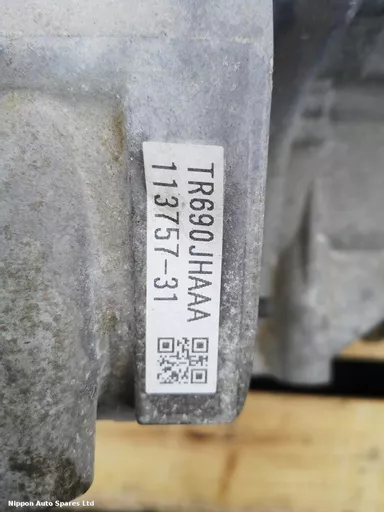 TR690JHAAA
113757-31
Nippon Auto Spares Ltd